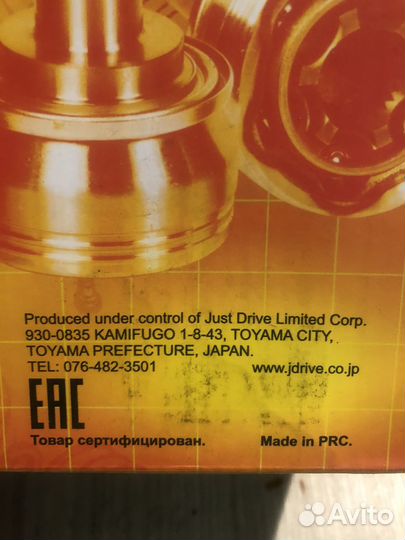 Produced under control of Just Drive Limited Corp.
930-0835 KAMIFUGO 1-8-43, TOYAMA CITY,
TOYAMA PREFECTURE, JAPAN.
TEL: 076-482-3501 www.jdrive.co.jp
EAC
Товар сертифицирован. Made in PRC.
Avito